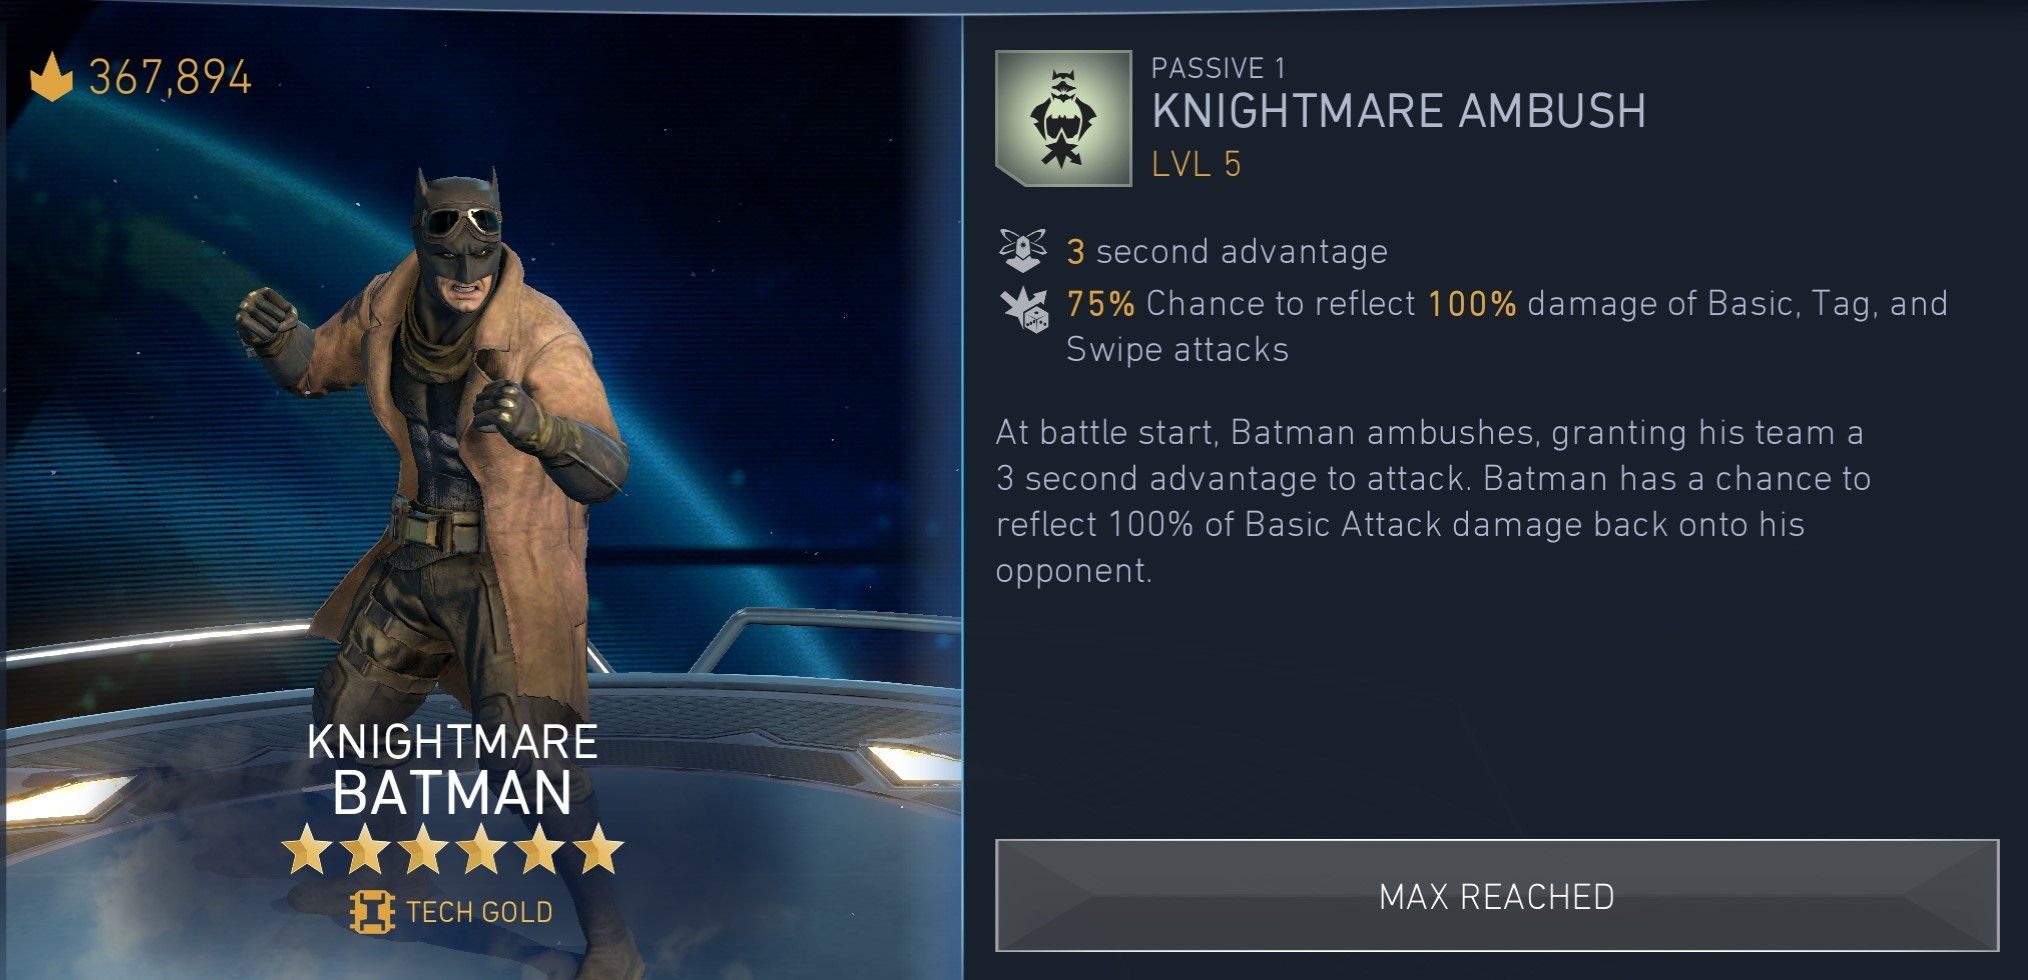 367,894
KNIGHTMARE
BATMAN
TECH GOLD
PASSIVE 1
KNIGHTMARE AMBUSH
LVL 5
3 second advantage
75% Chance to reflect 100% damage of Basic, Tag, and
Swipe attacks
At battle start, Batman ambushes, granting his team a
3 second advantage to attack. Batman has a chance to
reflect 100% of Basic Attack damage back onto his
opponent.
MAX REACHED